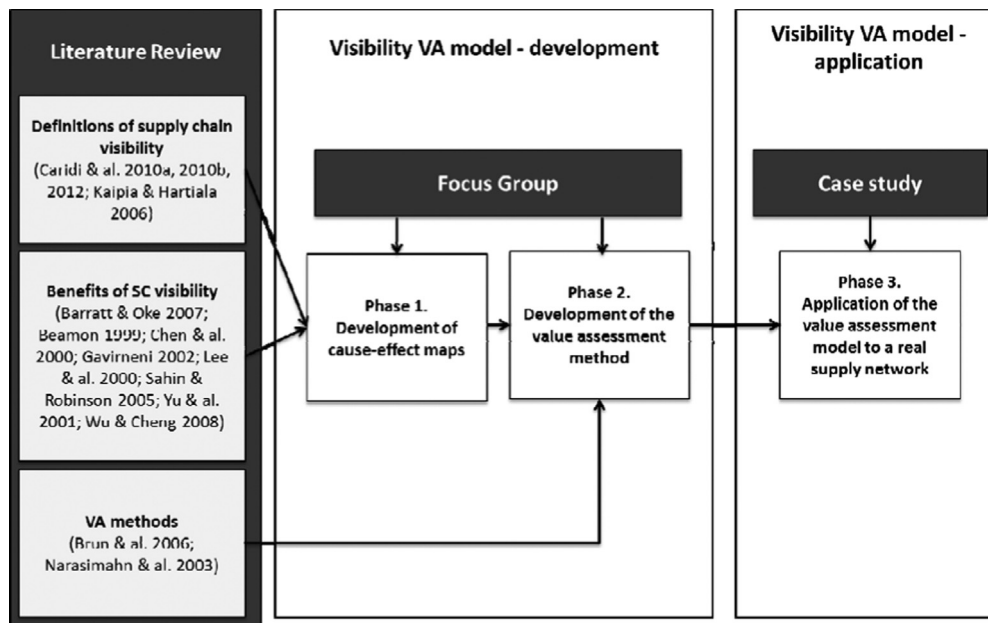 Literature Review
Definitions of supply chain
visibility
(Caridi & al. 2010a, 2010b,
2012; Kaipia & Hartiala
2006)
Benefits of SC visibility
(Barratt & Oke 2007;
Beamon 1999; Chen & al.
2000; Gavirneni 2002; Lee
& al. 2000; Sahin &
Robinson 2005; Yu & al.
2001; Wu & Cheng 2008)
VA methods
(Brun & al. 2006;
Narasimahn & al. 2003)
Visibility VA model - development
Focus Group
Phase 1.
Development of
cause-effect maps
Phase 2.
Development of the
value assessment
method
Visibility VA model -
application
Case study
Phase 3.
Application of the
value assessment
model to a real
supply network